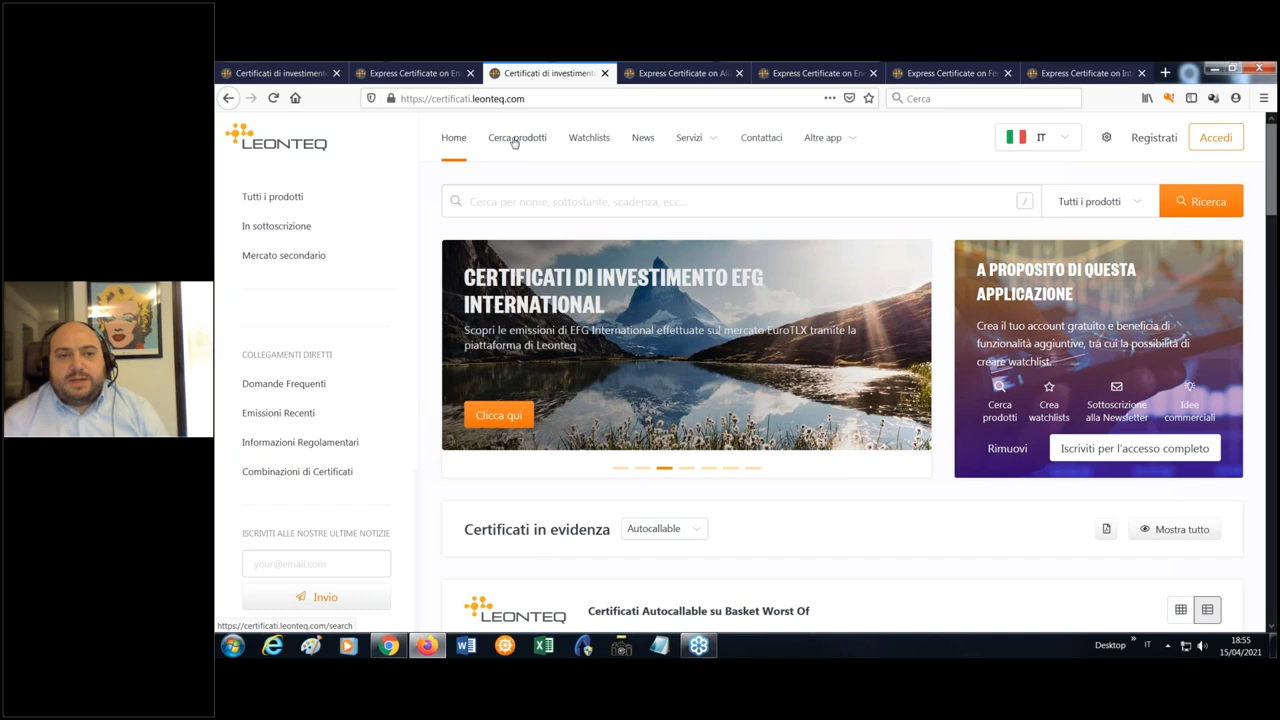 Certificati di investiment
Express Certificate on En
Certificati di investimento
Express Certificate on Al
Express Certificate on En
Express Certificate on Fe
Express Certificate on Int
https://certificati.leonteq.com
Cerca
LEONTEQ
Home
Cerca prodotti
Watchlists
News
Servizi
Contattaci
Altre app
IT
Registrati
Accedi
Tutti i prodotti
In sottoscrizione
Mercato secondario
COLLEGAMENTI DIRETTI
Domande Frequenti
Emissioni Recenti
Informazioni Regolamentari
Combinazioni di Certificati
ISCRIVITI ALLE NOSTRE ULTIME NOTIZIE
your@email.com
Invio
https://certificati.leonteq.com/search
Cerca per nome, sottostante, scadenza, ecc...
/
Tutti i prodotti
Ricerca
CERTIFICATI DI INVESTIMENTO EFG
INTERNATIONAL
Scopri le emissioni di EFG International effettuate sul mercato EuroTLX tramite la
piattaforma di Leonteq
Clicca qui
A PROPOSITO DI QUESTA
APPLICAZIONE
Crea il tuo account gratuito e beneficia di
funzionalità aggiuntive, tra cui la possibilità di
creare watchlist.
Cerca
prodotti
Crea
watchlists
Sottoscrizione
alla Newsletter
Idee
commerciali
Rimuovi
Iscriviti per l'accesso completo
Certificati in evidenza
Autocallable
Mostra tutto
LEONTEQ
Certificati Autocallable su Basket Worst Of
Desktop
IT
18:55
15/04/2021